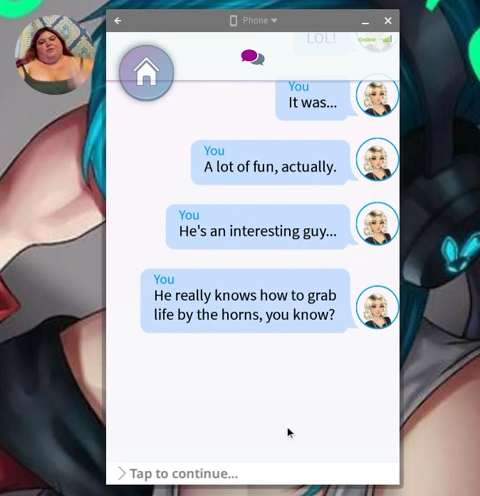 Phone
LOL!
You
It was...
You
A lot of fun, actually.
You
He's an interesting guy...
You
He really knows how to grab
life by the horns, you know?
Tap to continue...